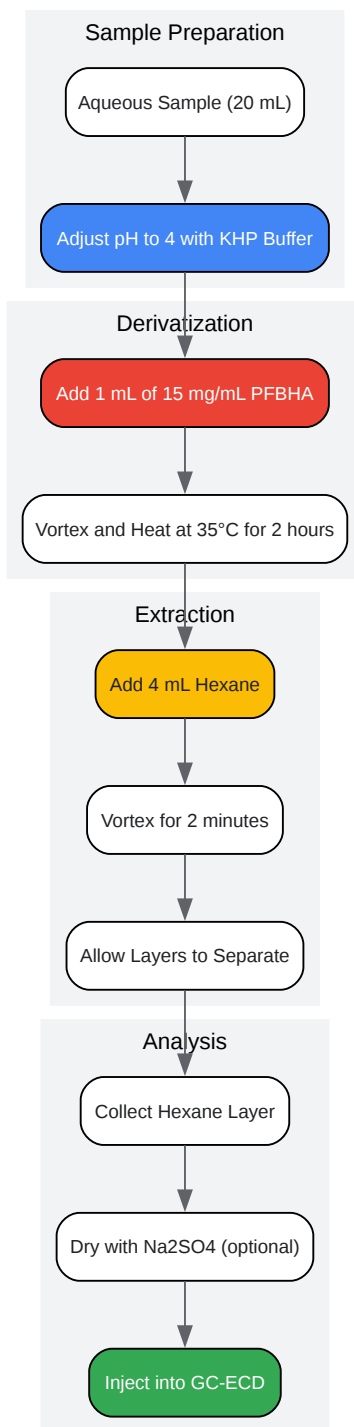 Sample Preparation
Aqueous Sample (20 mL)
Adjust pH to 4 with KHP Buffer
Derivatization
Add 1 mL of 15 mg/mL PFBHA
Vortex and Heat at 35°C for 2 hours
Extraction
Add 4 mL Hexane
Vortex for 2 minutes
Allow Layers to Separate
Analysis
Collect Hexane Layer
Dry with Na2SO4 (optional)
Inject into GC-ECD